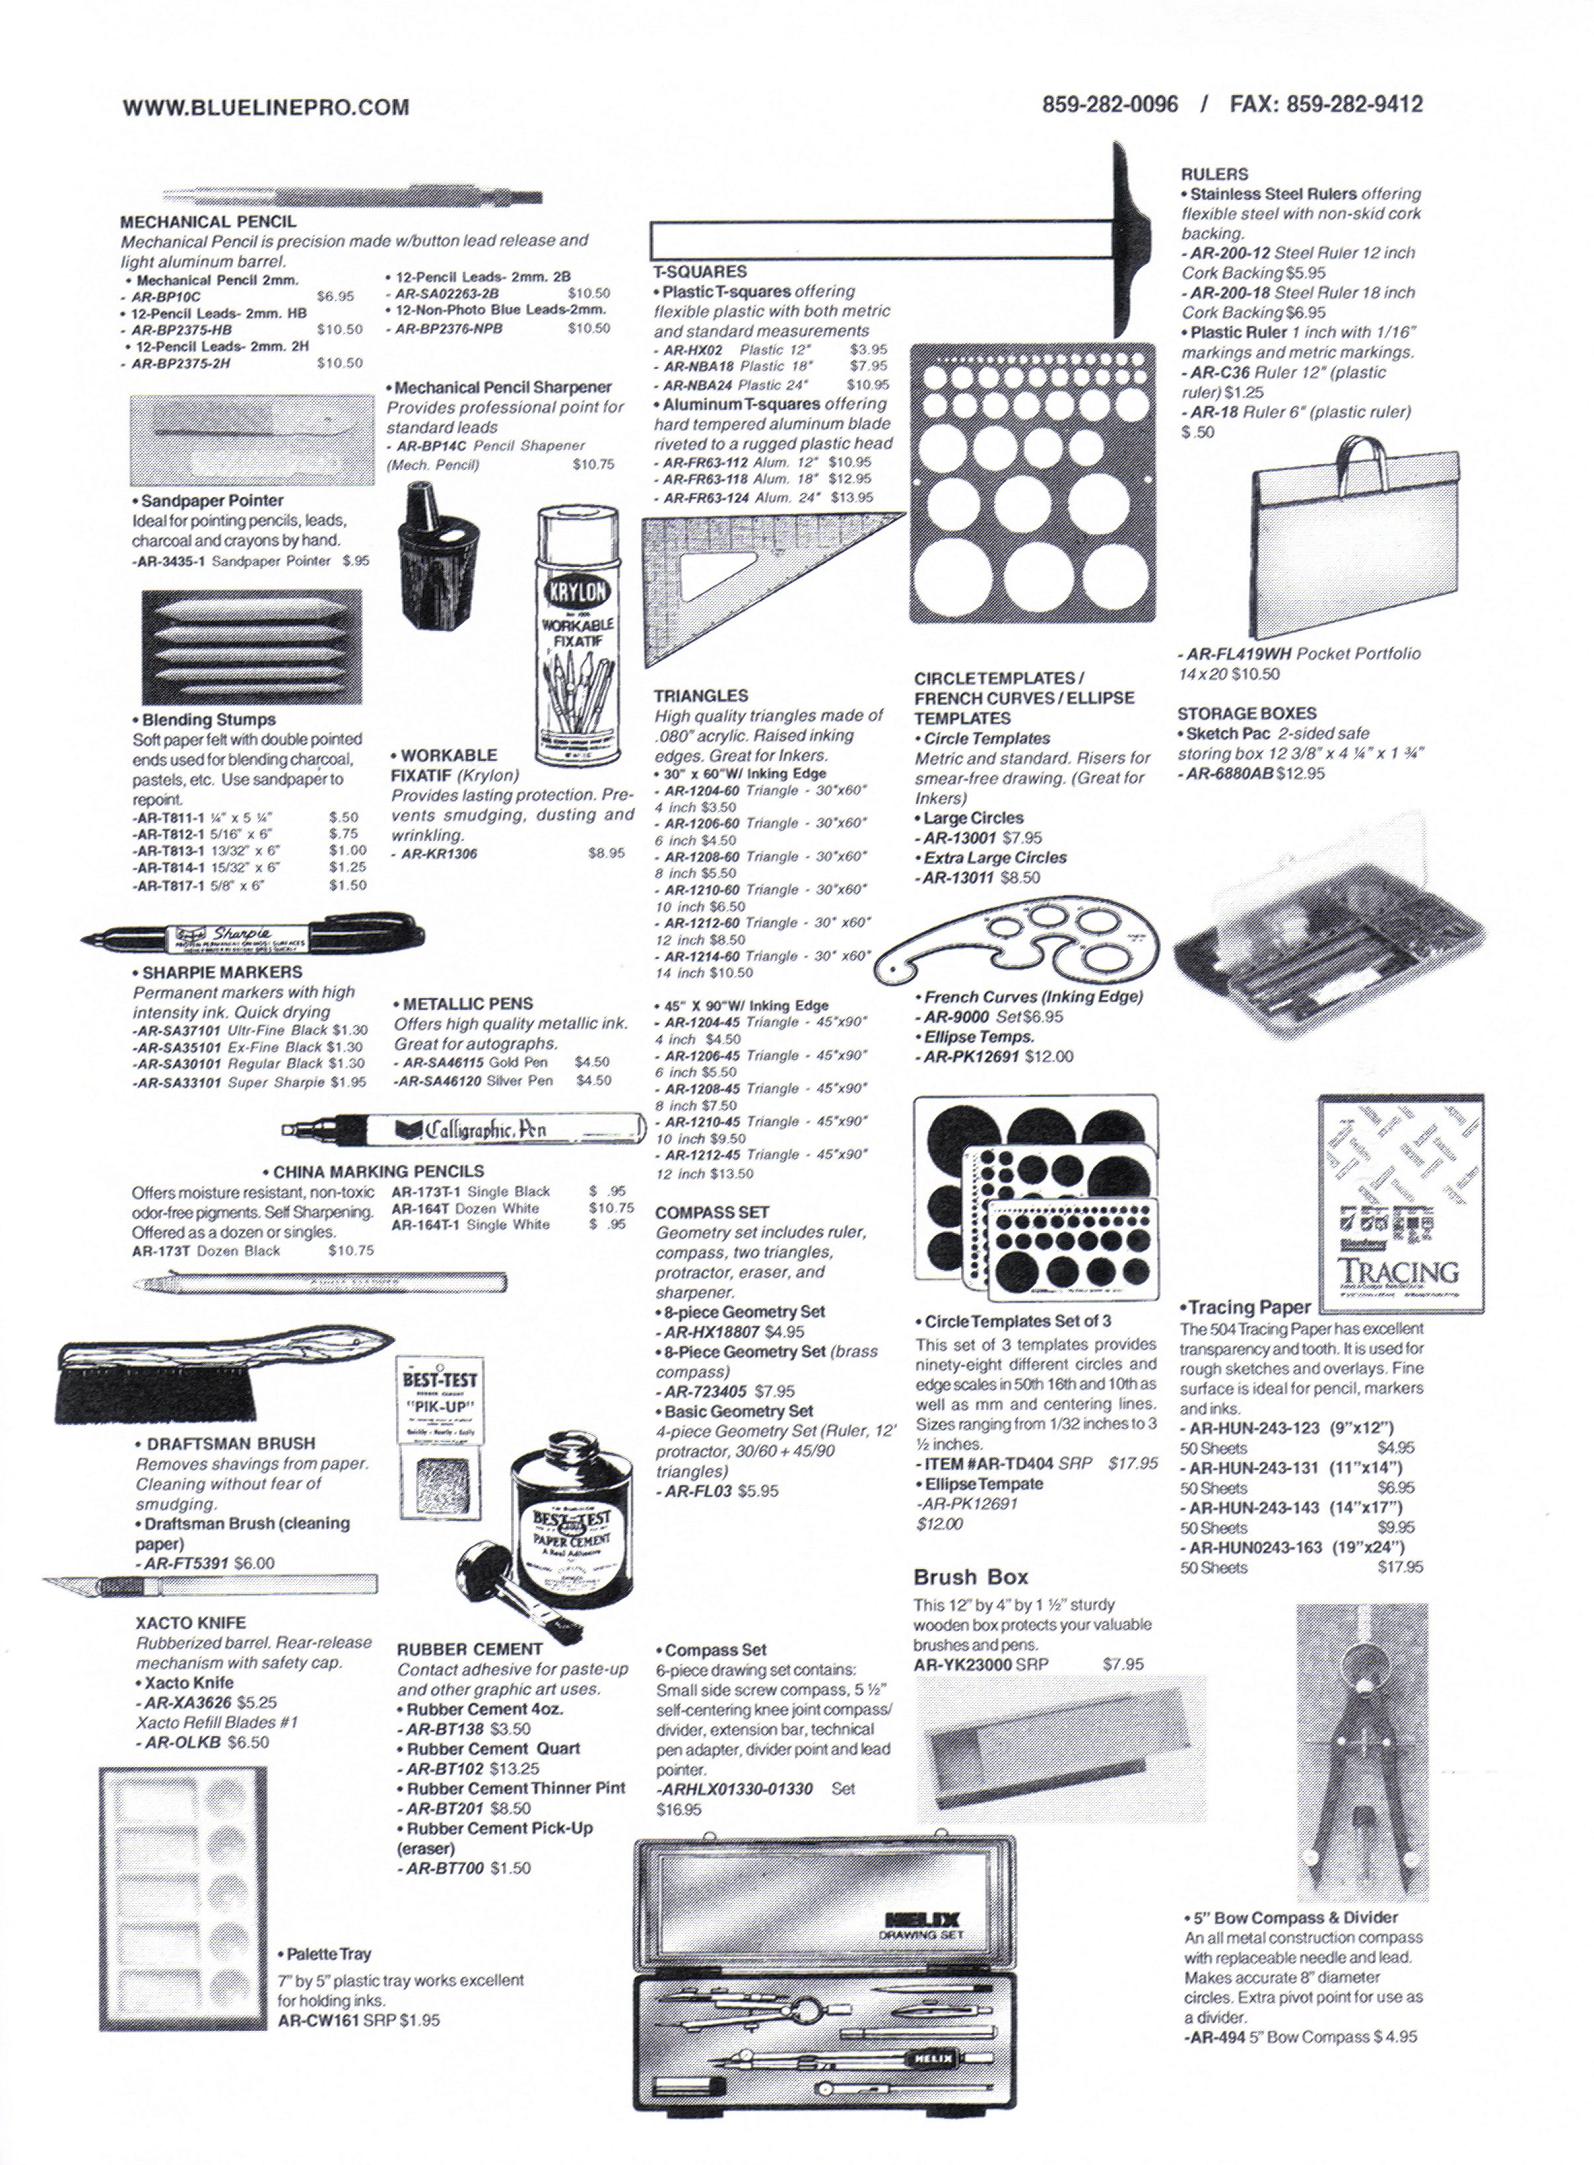 WWW.BLUELINEPRO.COM
859-282-0096 / FAX: 859-282-9412
MECHANICAL PENCIL
Mechanical Pencil is precision made w/button lead release and
light aluminum barrel.
• Mechanical Pencil 2mm.
- AR-BP10C $6.95
• 12-Pencil Leads- 2mm. HB
- AR-BP2375-HB $10.50
• 12-Pencil Leads- 2mm. 2H
- AR-BP2375-2H $10.50
• 12-Pencil Leads- 2mm. 2B
- AR-SA02263-2B $10.50
• 12-Non-Photo Blue Leads-2mm.
- AR-BP2376-NPB $10.50
• Mechanical Pencil Sharpener
Provides professional point for
standard leads
- AR-BP14C Pencil Shapener
(Mech. Pencil) $10.75
• Sandpaper Pointer
Ideal for pointing pencils, leads,
charcoal and crayons by hand.
-AR-3435-1 Sandpaper Pointer $.95
• Blending Stumps
Soft paper felt with double pointed
ends used for blending charcoal,
pastels, etc. Use sandpaper to
repoint.
-AR-T811-1 ¼" x 5 ¼" $.50
-AR-T812-1 5/16" x 6" $.75
-AR-T813-1 13/32" x 6" $1.00
-AR-T814-1 15/32" x 6" $1.25
-AR-T817-1 5/8" x 6" $1.50
KRYLON
WORKABLE
FIXATIF
• WORKABLE
FIXATIF (Krylon)
Provides lasting protection. Pre-
vents smudging, dusting and
wrinkling.
- AR-KR1306 $8.95
Sharpie
• SHARPIE MARKERS
Permanent markers with high
intensity ink. Quick drying
-AR-SA37101 Ultr-Fine Black $1.30
-AR-SA35101 Ex-Fine Black $1.30
-AR-SA30101 Regular Black $1.30
-AR-SA33101 Super Sharpie $1.95
• METALLIC PENS
Offers high quality metallic ink.
Great for autographs.
- AR-SA46115 Gold Pen $4.50
-AR-SA46120 Silver Pen $4.50
Calligraphic, Pen
• CHINA MARKING PENCILS
Offers moisture resistant, non-toxic
odor-free pigments. Self Sharpening.
Offered as a dozen or singles.
AR-173T Dozen Black $10.75
AR-173T-1 Single Black $ .95
AR-164T Dozen White $10.75
AR-164T-1 Single White $ .95
• DRAFTSMAN BRUSH
Removes shavings from paper.
Cleaning without fear of
smudging.
• Draftsman Brush (cleaning
paper)
- AR-FT5391 $6.00
XACTO KNIFE
Rubberized barrel. Rear-release
mechanism with safety cap.
• Xacto Knife
- AR-XA3626 $5.25
Xacto Refill Blades #1
- AR-OLKB $6.50
BEST-TEST
"PIK-UP"
BEST-TEST
PAPER CEMENT
RUBBER CEMENT
Contact adhesive for paste-up
and other graphic art uses.
• Rubber Cement 4oz.
- AR-BT138 $3.50
• Rubber Cement Quart
- AR-BT102 $13.25
• Rubber Cement Thinner Pint
- AR-BT201 $8.50
• Rubber Cement Pick-Up
(eraser)
- AR-BT700 $1.50
• Palette Tray
7" by 5" plastic tray works excellent
for holding inks.
AR-CW161 SRP $1.95
T-SQUARES
• Plastic T-squares offering
flexible plastic with both metric
and standard measurements
- AR-HX02 Plastic 12" $3.95
- AR-NBA18 Plastic 18" $7.95
- AR-NBA24 Plastic 24" $10.95
• Aluminum T-squares offering
hard tempered aluminum blade
riveted to a rugged plastic head
- AR-FR63-112 Alum. 12" $10.95
- AR-FR63-118 Alum. 18" $12.95
- AR-FR63-124 Alum. 24" $13.95
TRIANGLES
High quality triangles made of
.080" acrylic. Raised inking
edges. Great for Inkers.
• 30" x 60"W/ Inking Edge
- AR-1204-60 Triangle - 30"x60"
4 inch $3.50
- AR-1206-60 Triangle - 30"x60"
6 inch $4.50
- AR-1208-60 Triangle - 30"x60"
8 inch $5.50
- AR-1210-60 Triangle - 30"x60"
10 inch $6.50
- AR-1212-60 Triangle - 30" x60"
12 inch $8.50
- AR-1214-60 Triangle - 30" x60"
14 inch $10.50
• 45" X 90"W/ Inking Edge
- AR-1204-45 Triangle - 45"x90"
4 inch $4.50
- AR-1206-45 Triangle - 45"x90"
6 inch $5.50
- AR-1208-45 Triangle - 45"x90"
8 inch $7.50
- AR-1210-45 Triangle - 45"x90"
10 inch $9.50
- AR-1212-45 Triangle - 45"x90"
12 inch $13.50
COMPASS SET
Geometry set includes ruler,
compass, two triangles,
protractor, eraser, and
sharpener.
• 8-piece Geometry Set
- AR-HX18807 $4.95
• 8-Piece Geometry Set (brass
compass)
- AR-723405 $7.95
• Basic Geometry Set
4-piece Geometry Set (Ruler, 12'
protractor, 30/60 + 45/90
triangles)
- AR-FL03 $5.95
• Compass Set
6-piece drawing set contains:
Small side screw compass, 5 ½"
self-centering knee joint compass/
divider, extension bar, technical
pen adapter, divider point and lead
pointer.
-ARHLX01330-01330 Set
$16.95
HELIX
DRAWING SET
HELIX
CIRCLE TEMPLATES /
FRENCH CURVES / ELLIPSE
TEMPLATES
• Circle Templates
Metric and standard. Risers for
smear-free drawing. (Great for
Inkers)
• Large Circles
- AR-13001 $7.95
• Extra Large Circles
- AR-13011 $8.50
• French Curves (Inking Edge)
- AR-9000 Set $6.95
• Ellipse Temps.
- AR-PK12691 $12.00
• Circle Templates Set of 3
This set of 3 templates provides
ninety-eight different circles and
edge scales in 50th 16th and 10th as
well as mm and centering lines.
Sizes ranging from 1/32 inches to 3
½ inches.
- ITEM #AR-TD404 SRP $17.95
• Ellipse Tempate
-AR-PK12691
$12.00
Brush Box
This 12" by 4" by 1 ½" sturdy
wooden box protects your valuable
brushes and pens.
AR-YK23000 SRP $7.95
RULERS
• Stainless Steel Rulers offering
flexible steel with non-skid cork
backing.
- AR-200-12 Steel Ruler 12 inch
Cork Backing $5.95
- AR-200-18 Steel Ruler 18 inch
Cork Backing $6.95
• Plastic Ruler 1 inch with 1/16"
markings and metric markings.
- AR-C36 Ruler 12" (plastic
ruler) $1.25
- AR-18 Ruler 6" (plastic ruler)
$ .50
- AR-FL419WH Pocket Portfolio
14 x 20 $10.50
STORAGE BOXES
• Sketch Pac 2-sided safe
storing box 12 3/8" x 4 ¼" x 1 ¾"
- AR-6880AB $12.95
TRACING
• Tracing Paper
The 504 Tracing Paper has excellent
transparency and tooth. It is used for
rough sketches and overlays. Fine
surface is ideal for pencil, markers
and inks.
- AR-HUN-243-123 (9"x12")
50 Sheets $4.95
- AR-HUN-243-131 (11"x14")
50 Sheets $6.95
- AR-HUN-243-143 (14"x17")
50 Sheets $9.95
- AR-HUN0243-163 (19"x24")
50 Sheets $17.95
• 5" Bow Compass & Divider
An all metal construction compass
with replaceable needle and lead.
Makes accurate 8" diameter
circles. Extra pivot point for use as
a divider.
-AR-494 5" Bow Compass $ 4.95